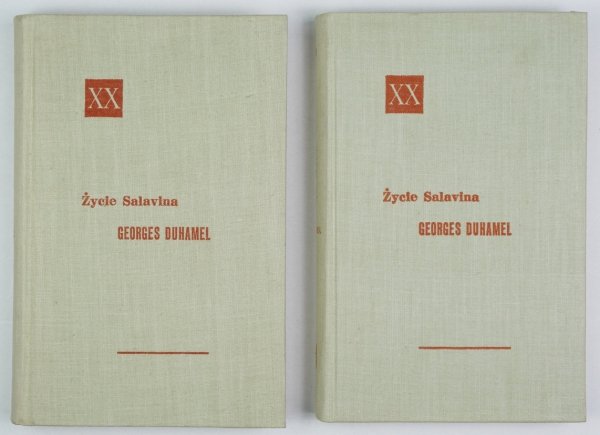 XX
Życie Salavina
GEORGES DUHAMEL
XX
Życie Salavina
GEORGES DUHAMEL